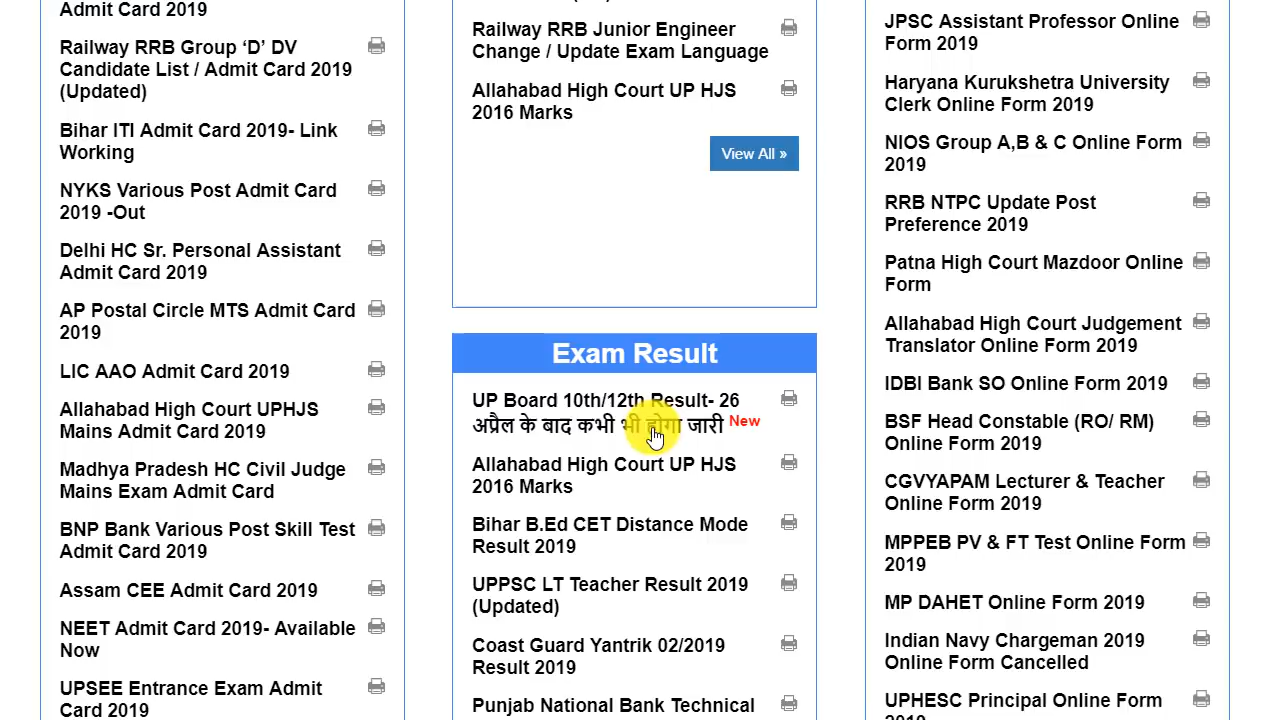 Admit Card 2019
Railway RRB Group ‘D’ DV
Candidate List / Admit Card 2019
(Updated)
Bihar ITI Admit Card 2019- Link
Working
NYKS Various Post Admit Card
2019 -Out
Delhi HC Sr. Personal Assistant
Admit Card 2019
AP Postal Circle MTS Admit Card
2019
LIC AAO Admit Card 2019
Allahabad High Court UPHJS
Mains Admit Card 2019
Madhya Pradesh HC Civil Judge
Mains Exam Admit Card
BNP Bank Various Post Skill Test
Admit Card 2019
Assam CEE Admit Card 2019
NEET Admit Card 2019- Available
Now
UPSEE Entrance Exam Admit
Card 2019
Railway RRB Junior Engineer
Change / Update Exam Language
Allahabad High Court UP HJS
2016 Marks
View All »
Exam Result
UP Board 10th/12th Result- 26
अप्रैल के बाद कभी भी होगा जारी New
Allahabad High Court UP HJS
2016 Marks
Bihar B.Ed CET Distance Mode
Result 2019
UPPSC LT Teacher Result 2019
(Updated)
Coast Guard Yantrik 02/2019
Result 2019
Punjab National Bank Technical
JPSC Assistant Professor Online
Form 2019
Haryana Kurukshetra University
Clerk Online Form 2019
NIOS Group A,B & C Online Form
2019
RRB NTPC Update Post
Preference 2019
Patna High Court Mazdoor Online
Form
Allahabad High Court Judgement
Translator Online Form 2019
IDBI Bank SO Online Form 2019
BSF Head Constable (RO/ RM)
Online Form 2019
CGVYAPAM Lecturer & Teacher
Online Form 2019
MPPEB PV & FT Test Online Form
2019
MP DAHET Online Form 2019
Indian Navy Chargeman 2019
Online Form Cancelled
UPHESC Principal Online Form